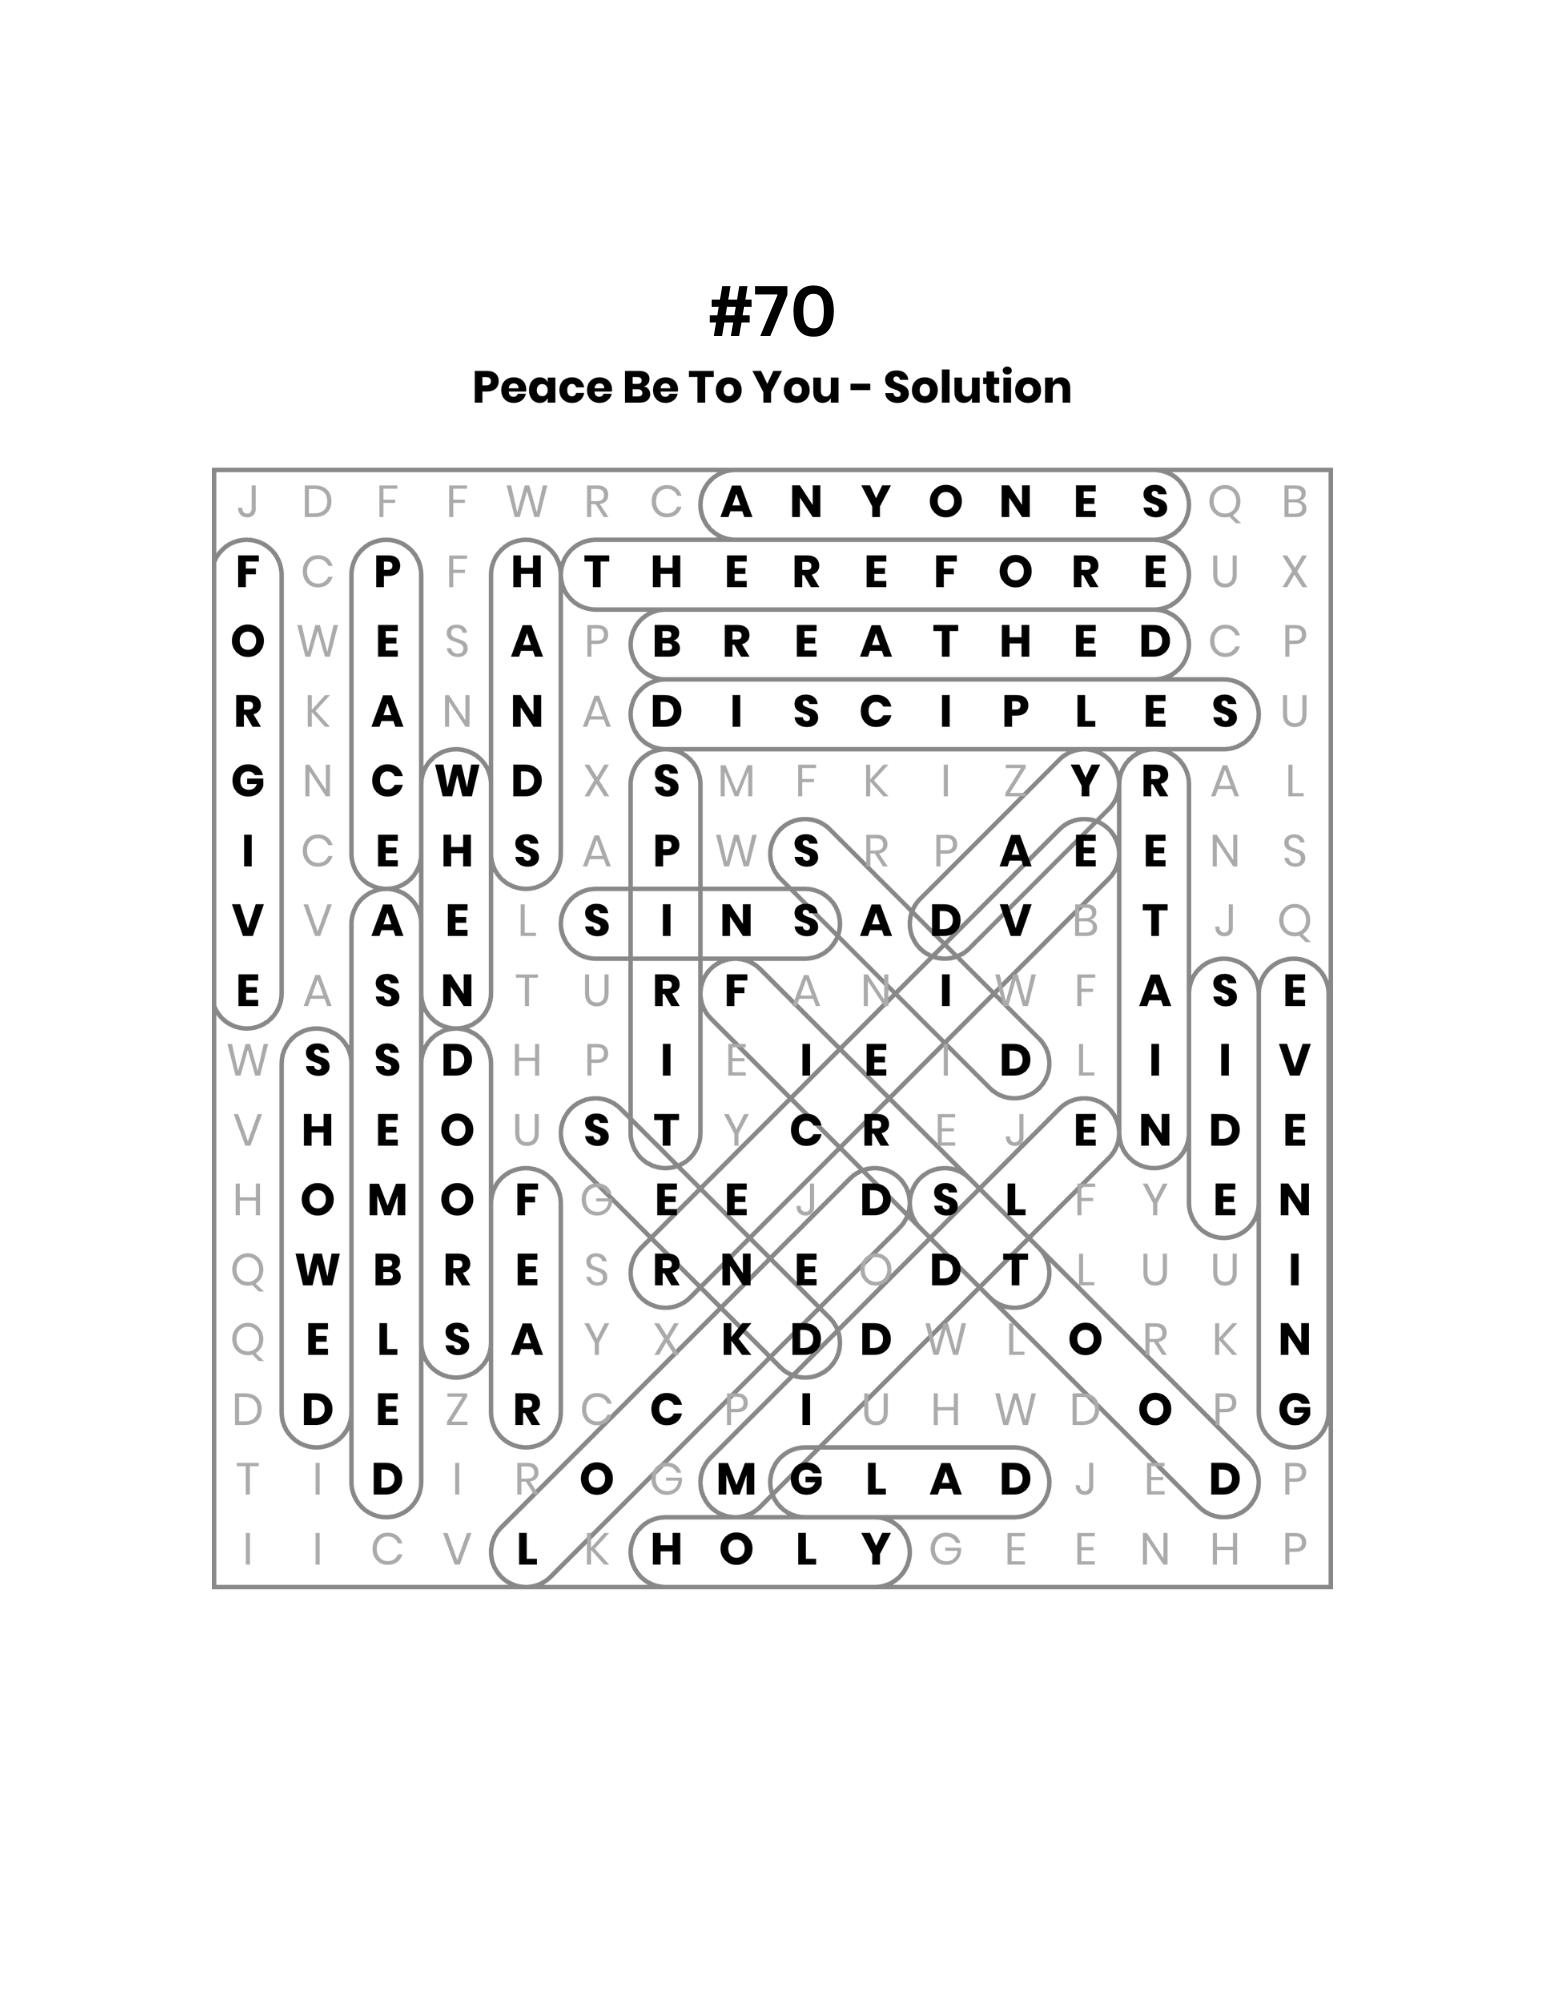 #70
Peace Be To You - Solution
J D F F W R C A N Y O N E S Q B
F C P F H T H E R E F O R E U X
O W E S A P B R E A T H E D C P
R K A N N A D I S C I P L E S U
G N C W D X S M F K I Z Y R A L
I C E H S A P W S R P A E E N S
V V A E L S I N S A D V B T J Q
E A S N T U R F A N I W F A S E
W S S D H P I E I E T D L I I V
V H E O U S T Y C R E J E N D E
H O M O F G E E J D S L F Y E N
Q W B R E S R N E O D T L U U I
Q E L S A Y X K D D W L O R K N
D D E Z R C C P I U H W D O P G
T I D I R O G M G L A D J E D P
I I C V L K H O L Y G E E N H P